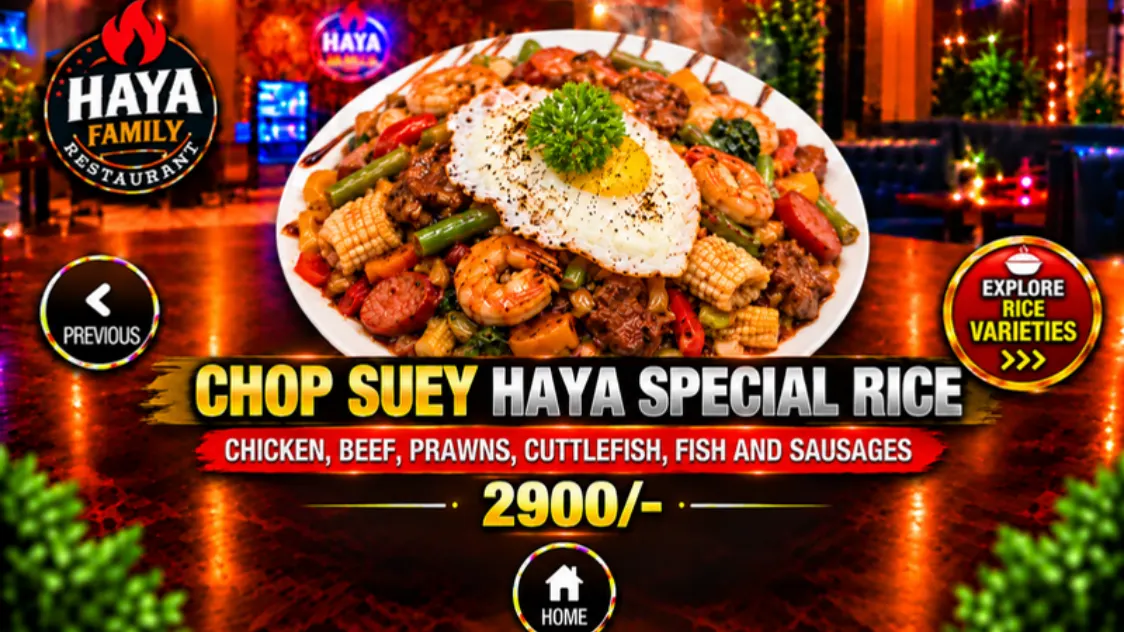 HAYA
FAMILY
RESTAURANT
HAYA
FAMILY
PREVIOUS
EXPLORE
RICE
VARIETIES
>>>
CHOP SUEY HAYA SPECIAL RICE
CHICKEN, BEEF, PRAWNS, CUTTLEFISH, FISH AND SAUSAGES
2900/-
HOME